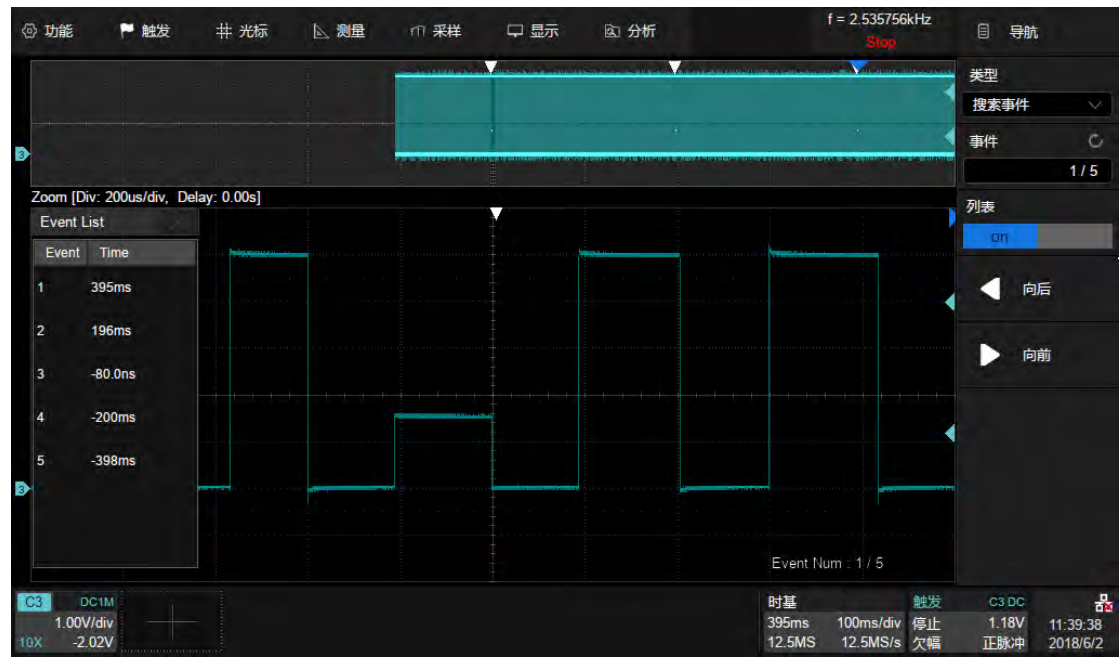 功能 触发 光标 测量 采样 显示 分析 f = 2.535756kHz 导航
Stop
类型
搜索事件
事件
1 / 5
3
Zoom [Div: 200us/div, Delay: 0.00s]
列表
on
Event List
Event Time
1 395ms
2 196ms
3 -80.0ns
4 -200ms
5 -398ms
向后
向前
3
Event Num : 1 / 5
C3 DC1M
1.00V/div
10X -2.02V
时基
395ms 100ms/div
12.5MS 12.5MS/s
触发 C3 DC
停止 1.18V
欠幅 正脉冲
11:39:38
2018/6/2